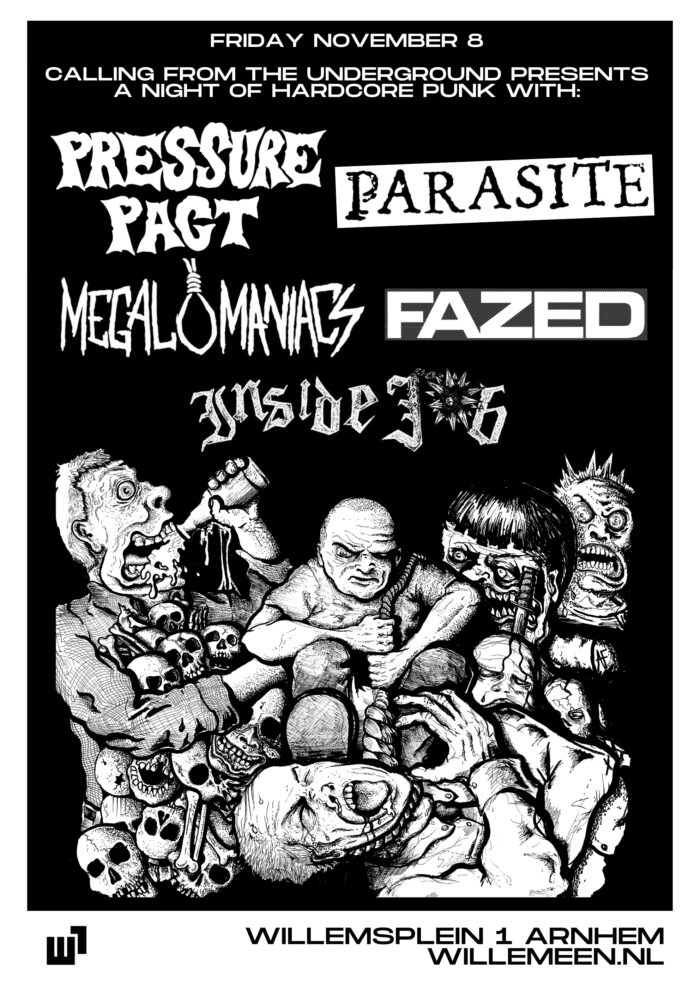 FRIDAY NOVEMBER 8
CALLING FROM THE UNDERGROUND PRESENTS
A NIGHT OF HARDCORE PUNK WITH:
PRESSURE
PACT
PARASITE
MEGALOMANIACS
FAZED
INSIDE JOB
W1
WILLEMSPLEIN 1 ARNHEM
WILLEMEEN.NL